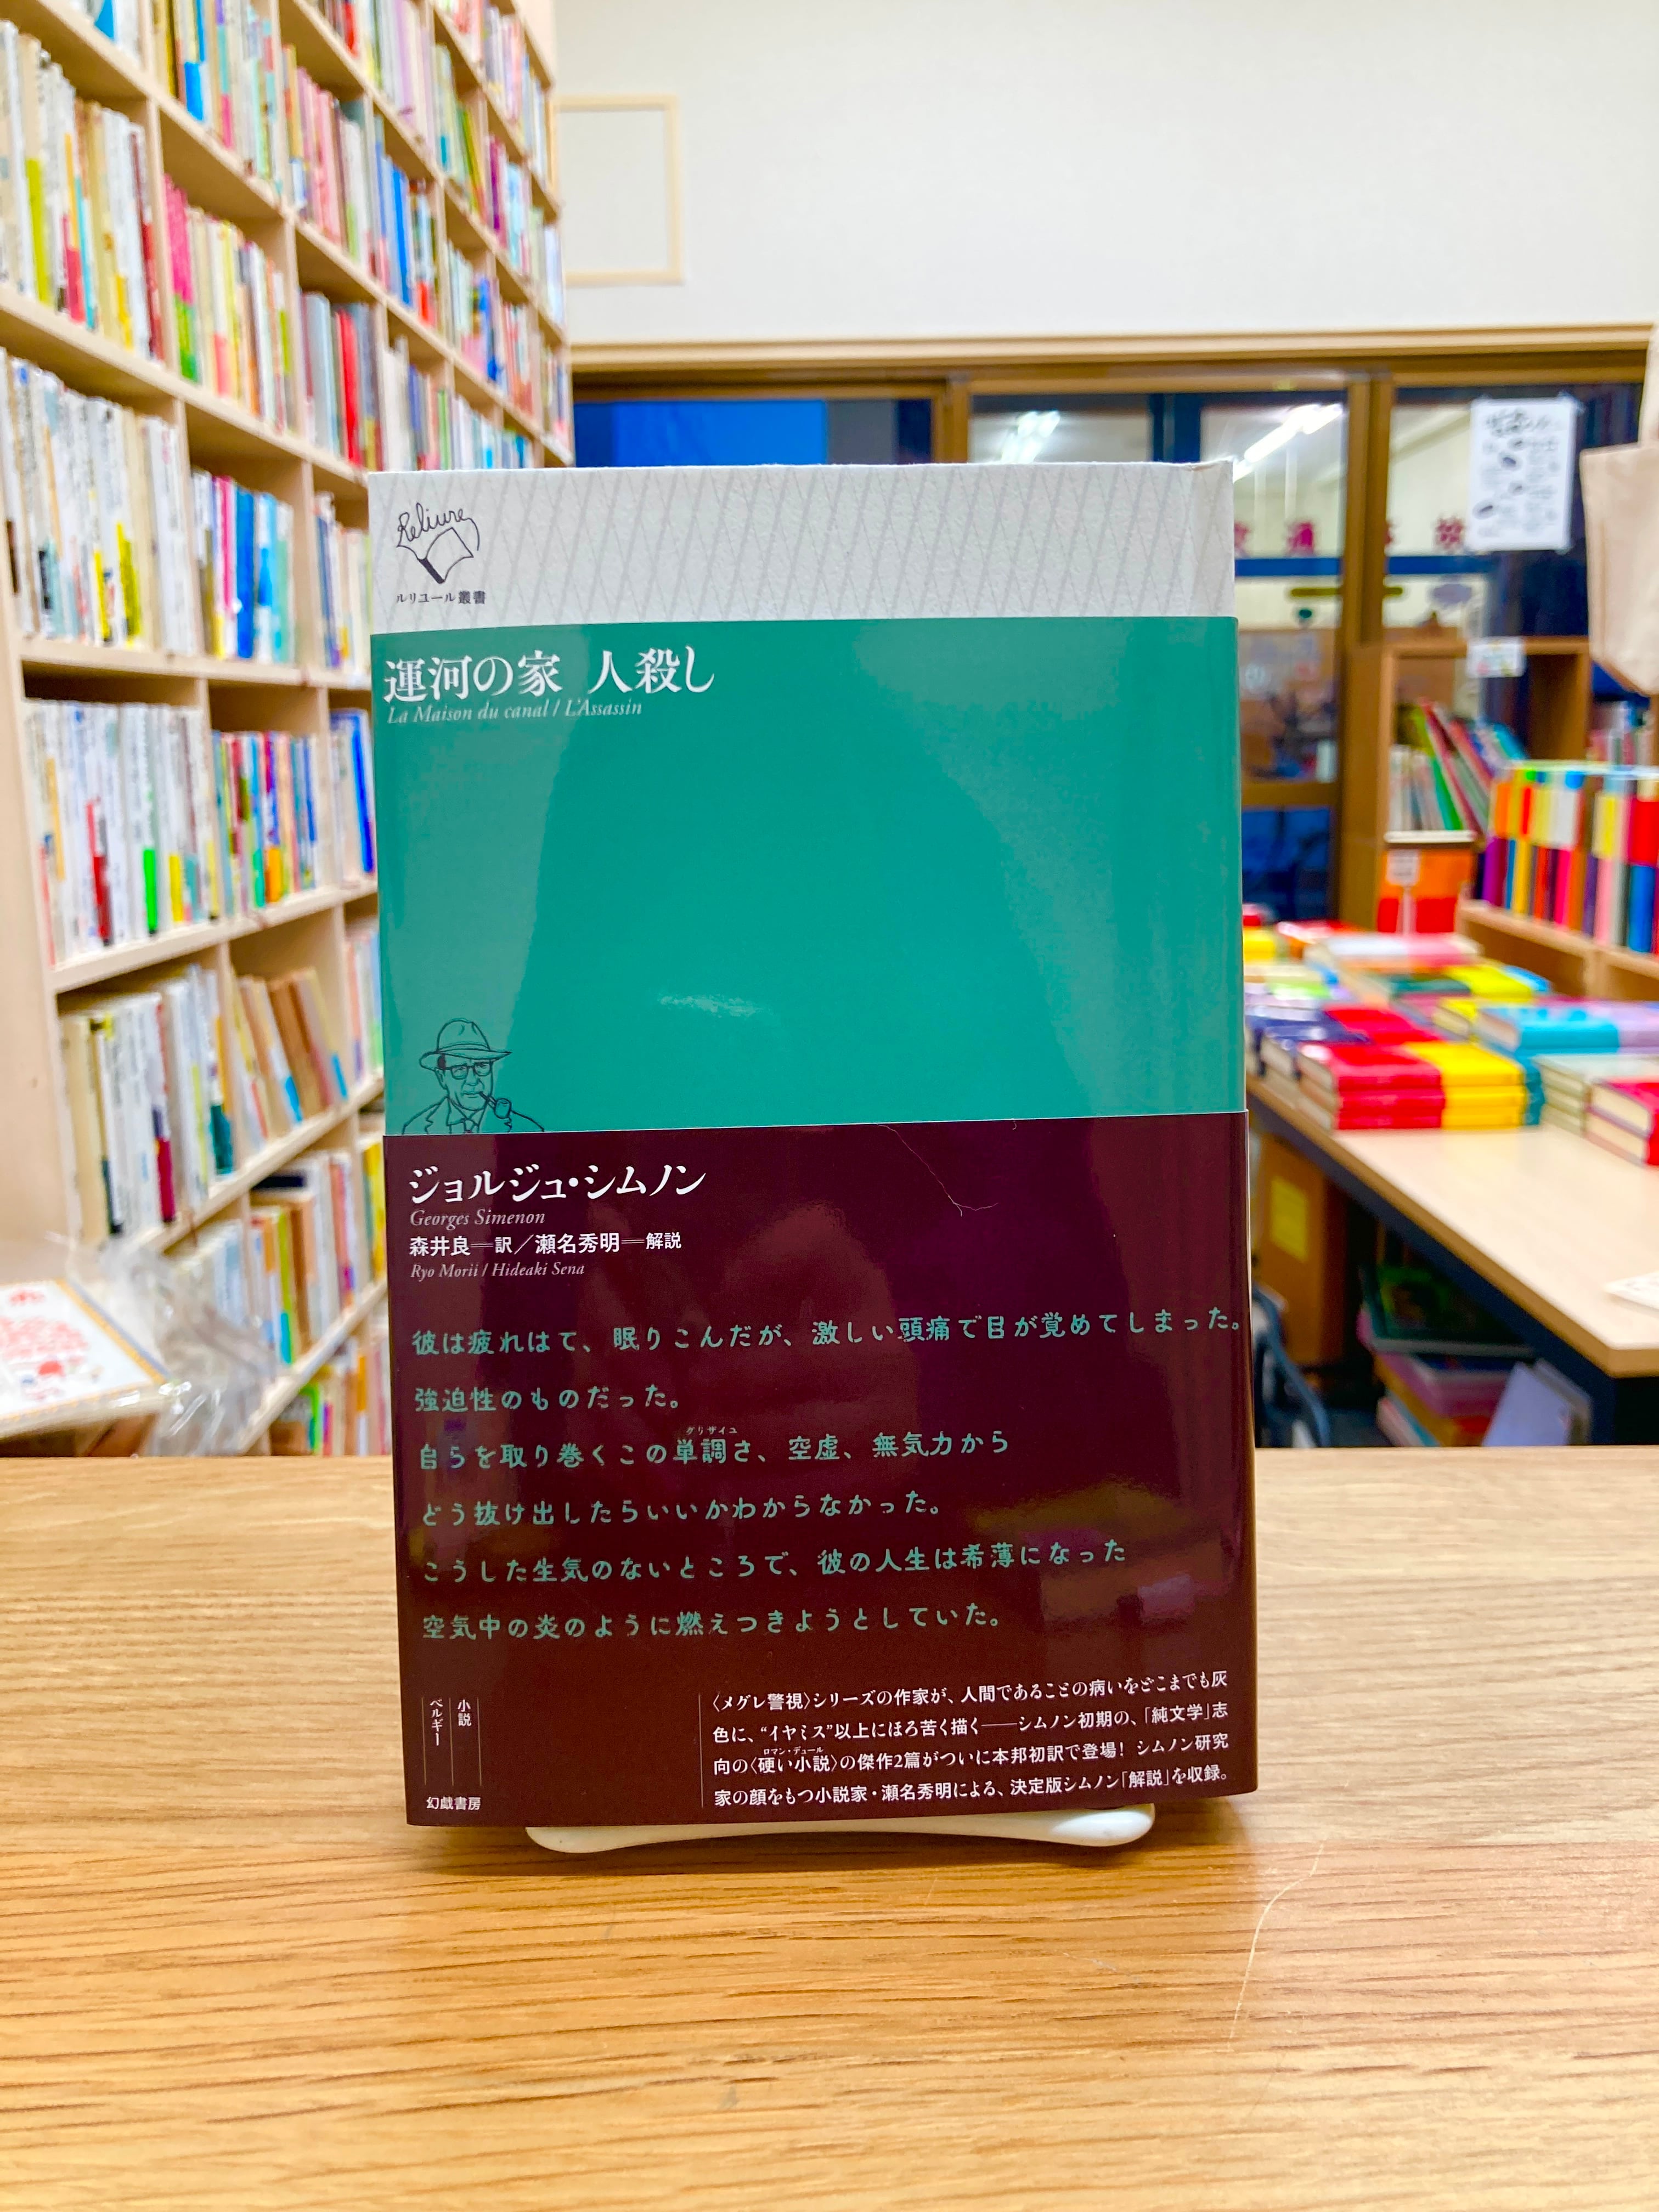 Reliure
ルリユール叢書
運河の家 人殺し
La Maison du canal / L'Assassin
ジョルジュ・シムノン
Georges Simenon
森井良──訳／瀬名秀明──解説
Ryo Morii / Hideaki Sena
彼は疲れはて、眠りこんだが、激しい頭痛で目が覚めてしまった。
強迫性のものだった。
グリザイユ
自らを取り巻くこの単調さ、空虚、無気力から
どう抜け出したらいいかわからなかった。
こうした生気のないところで、彼の人生は希薄になった
空気中の炎のように燃えつきようとしていた。
小説
ベルギー
幻戯書房
〈メグレ警視〉シリーズの作家が、人間であることの病いをどこまでも灰
色に、“イヤミス”以上にほろ苦く描く──シムノン初期の、「純文学」志
ロマン・デュール
向の〈硬い小説〉の傑作2篇がついに本邦初訳で登場！ シムノン研究
家の顔をもつ小説家・瀬名秀明による、決定版シムノン「解説」を収録。